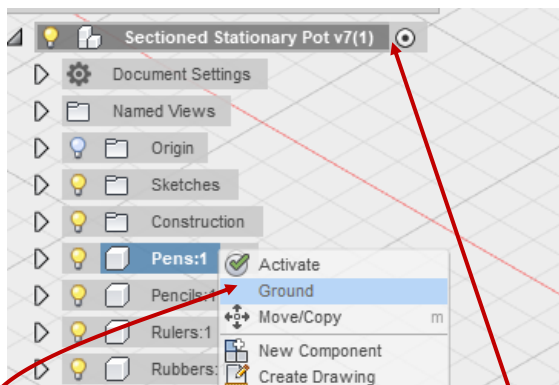 Sectioned Stationary Pot v7(1)
Document Settings
Named Views
Origin
Sketches
Construction
Pens:1
Activate
Pencils:1
Ground
Move/Copy m
Rulers:1
New Component
Rubbers:
Create Drawing